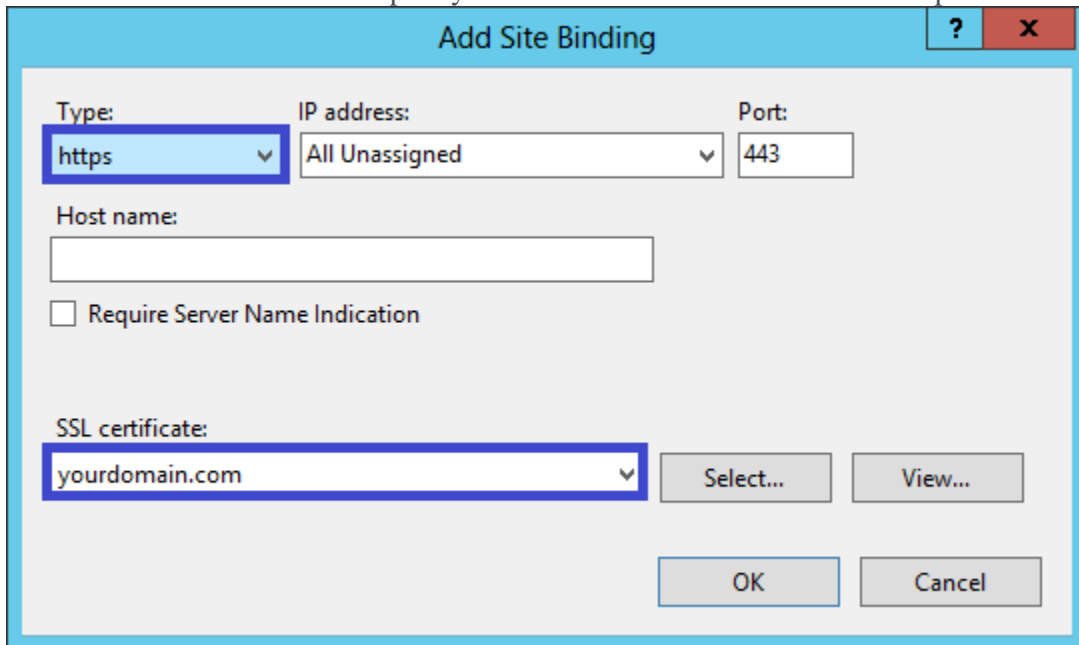 Add Site Binding
?
x
Type:
IP address:
Port:
https
All Unassigned
443
Host name:
Require Server Name Indication
SSL certificate:
yourdomain.com
Select...
View...
OK
Cancel